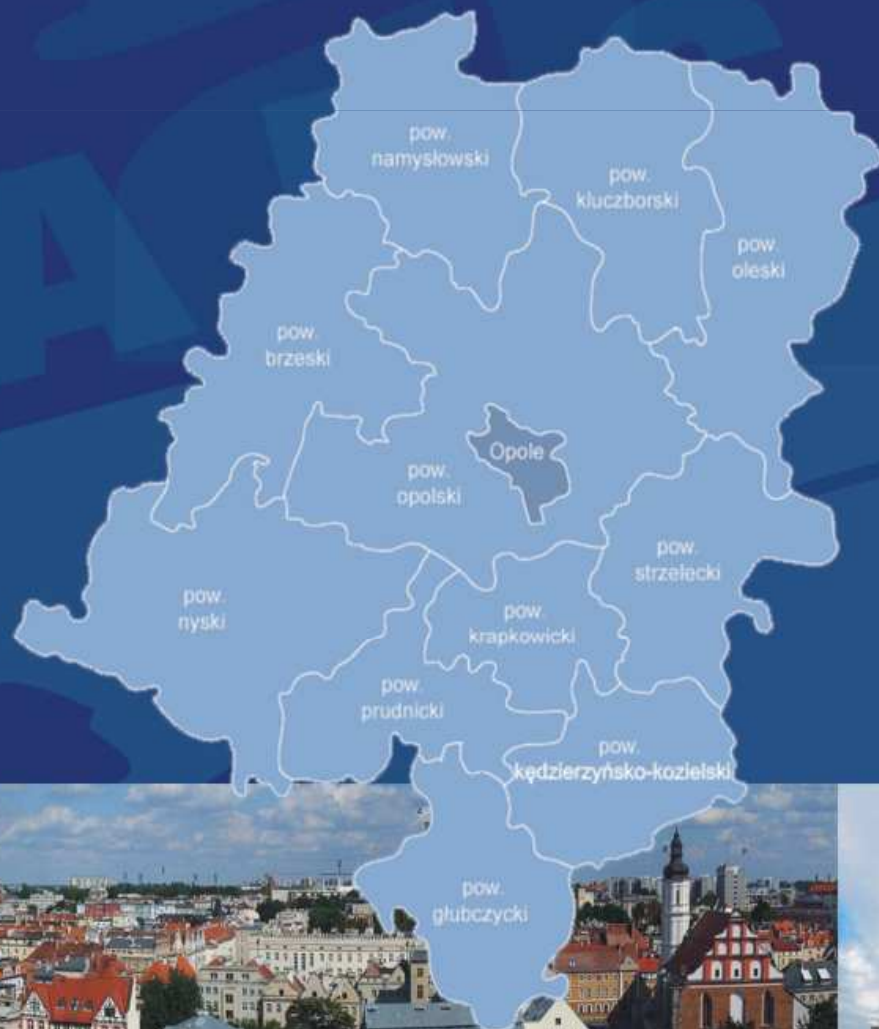 pow.
namysłowski
pow.
kluczborski
pow.
oleski
pow.
brzeski
Opole
pow.
opolski
pow.
strzelecki
pow.
nyski
pow.
krapkowicki
pow.
prudnicki
pow.
kędzierzyńsko-kozielski
pow.
głubczycki